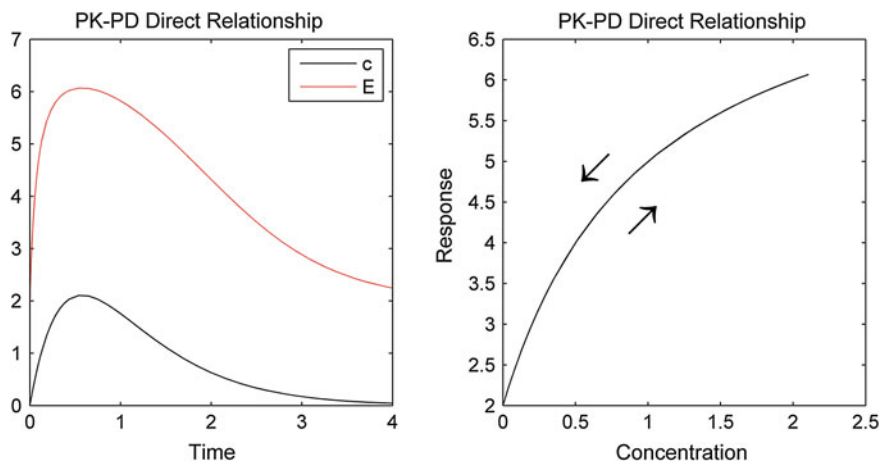 PK-PD Direct Relationship
7
6
5
4
3
2
1
0
0 1 2 3 4
Time
c
E
PK-PD Direct Relationship
Response
6.5
6
5.5
5
4.5
4
3.5
3
2.5
2
0 0.5 1 1.5 2 2.5
Concentration